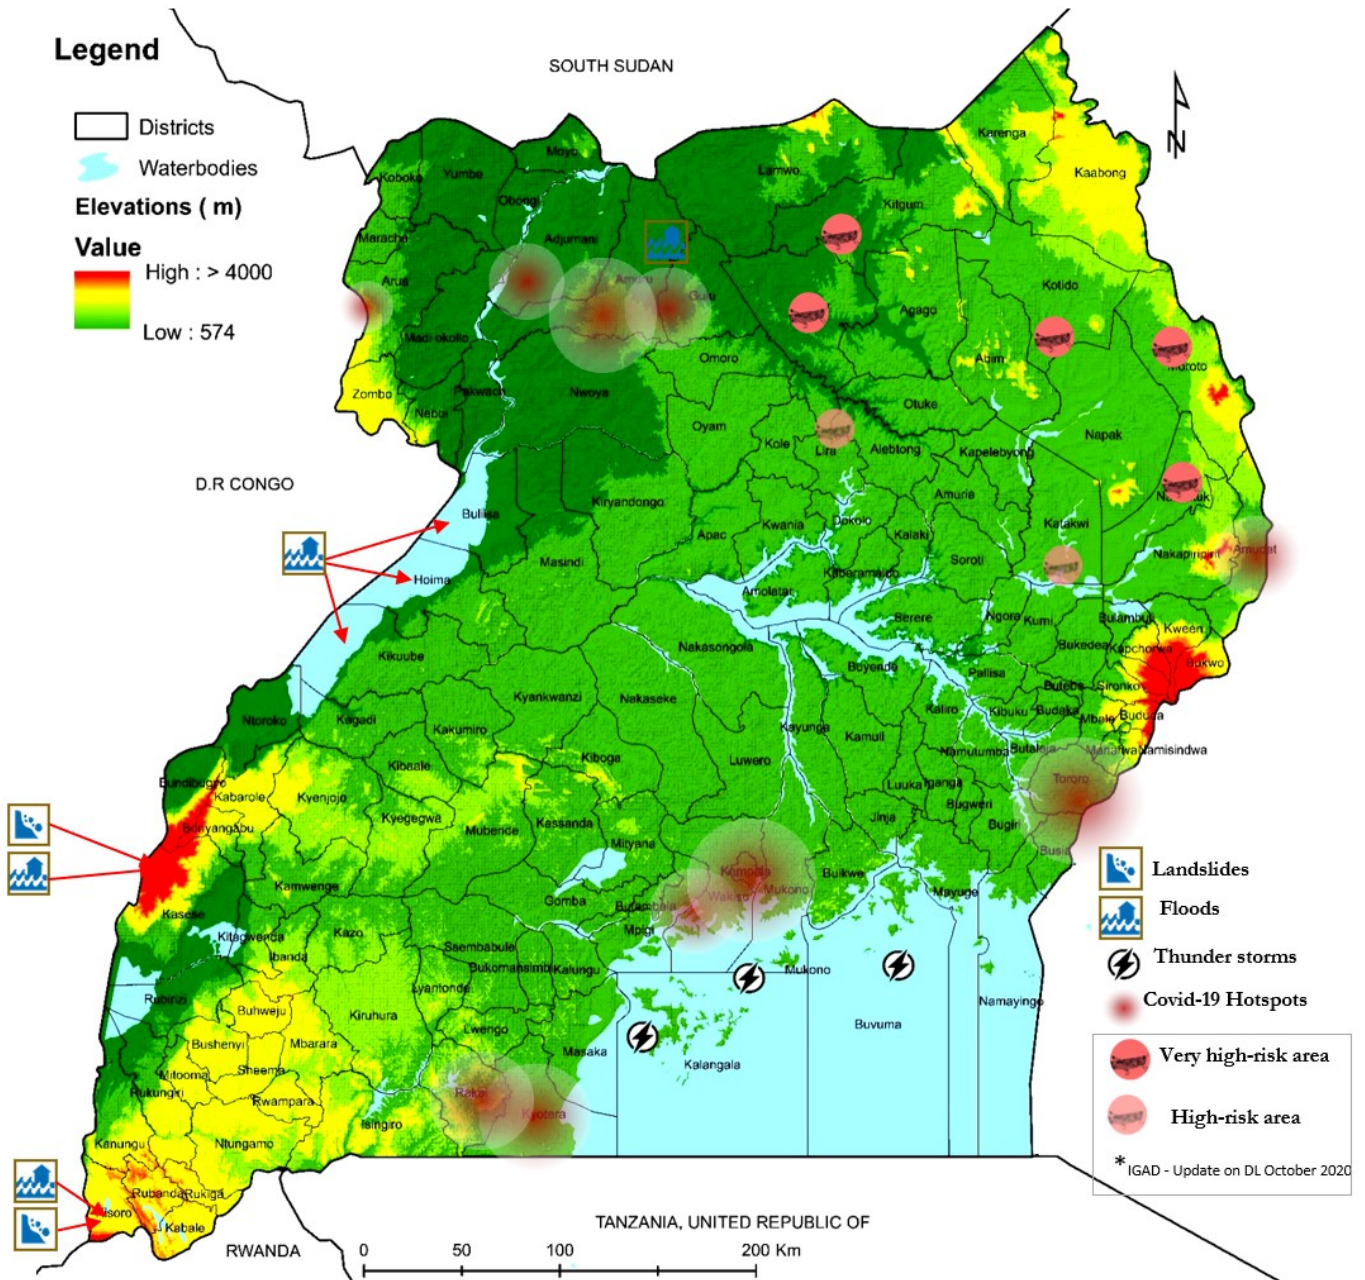 Legend
Districts
Waterbodies
Elevations ( m)
Value
High : > 4000
Low : 574
SOUTH SUDAN
N
Karenga
Kaabong
Moyo
Koboko
Yumbe
Lamwo
Obongi
Kitgum
Maracha
Adjumani
Arua
Amuru
Gulu
Kotido
Agago
Madi okollo
Omoro
Abim
Moroto
Zombo
Pakwach
Nwoya
Nebbi
Otuke
Oyam
Kole
Lira
Alebtong
Kapelebyong
Napak
D.R CONGO
Buliisa
Kiryandongo
Amuria
Kwania
Dokolo
Katakwi
Apac
Kalaki
Masindi
Soroti
Nakapiripirit
Amudat
Hoima
Kaberamaido
Amolatar
Serere
Ngora
Kumi
Bulambuli
Kween
Nakasongola
Kikuube
Bukedea
Kapchorwa
Bukwo
Buyende
Pallisa
Kyankwanzi
Nakaseke
Butebo
Sironko
Kaliro
Kibuku
Budaka
Mbale
Bududa
Ntoroko
Kagadi
Kakumiro
Kayunga
Kamuli
Namutumba
Butaleja
Manafwa
Namisindwa
Kiboga
Luwero
Kibaale
Bundibugyo
Kabarole
Kyenjojo
Luuka
Iganga
Tororo
Bugweri
Kyegegwa
Mubende
Kassanda
Jinja
Bugiri
Bunyangabu
Mityana
Busia
Kampala
Buikwe
Kamwenge
Wakiso
Mukono
Mayuge
Gomba
Butambala
Kasese
Mpigi
Kitagwenda
Kazo
Ssembabule
Ibanda
Bukomansimbi
Kalungu
Mukono
Lyantonde
Rubirizi
Namayingo
Buhweju
Kiruhura
Lwengo
Buvuma
Bushenyi
Mbarara
Masaka
Kalangala
Mitooma
Sheema
Rukungiri
Rwampara
Rakai
Kyotera
Isingiro
Kanungu
Ntungamo
Rubanda
Rukiga
Kabale
Landslides
Floods
Thunder storms
Covid-19 Hotspots
Very high-risk area
High-risk area
* IGAD - Update on DL October 2020
TANZANIA, UNITED REPUBLIC OF
RWANDA
0 50 100 200 Km